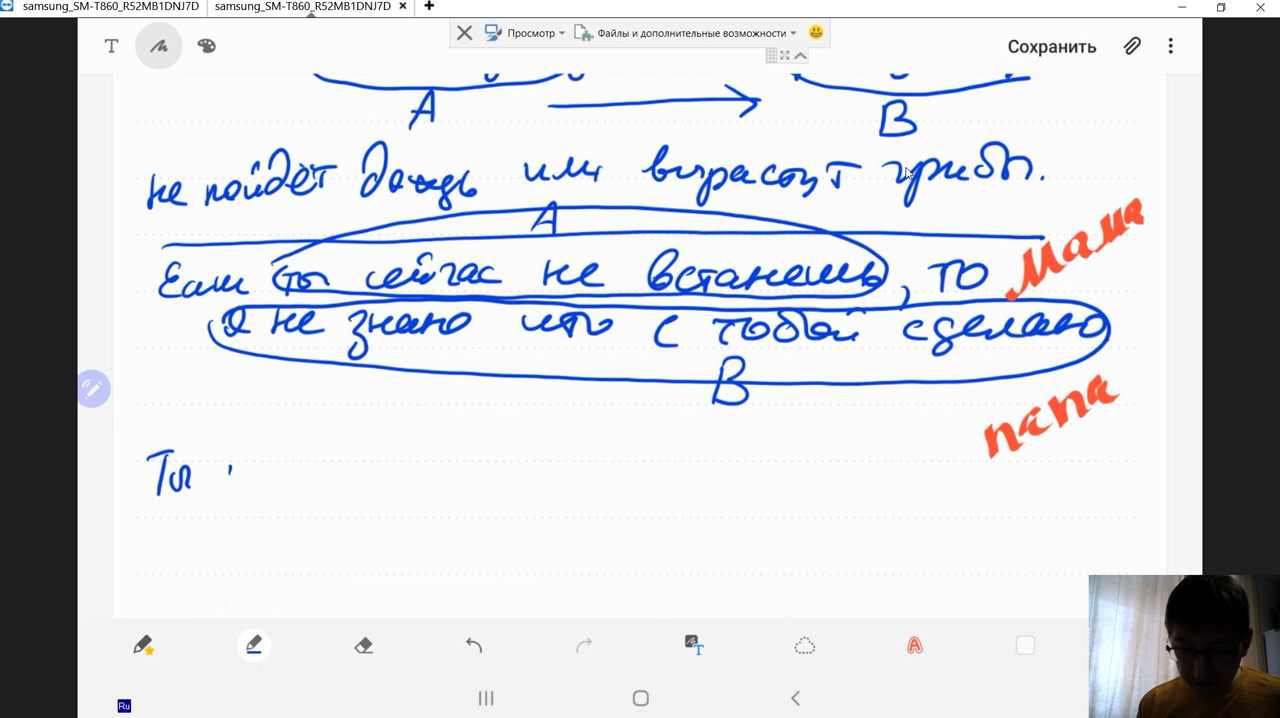 samsung_SM-T860_R52MB1DNJ7D
samsung_SM-T860_R52MB1DNJ7D
Просмотр
Файлы и дополнительные возможности
T
Сохранить
A
B
не пойдёт дождь или вырастут грибы.
A
Мама
Если ты сейчас не встанешь, то
я не знаю что с тобой сделаю
B
папа
Ты
Ru